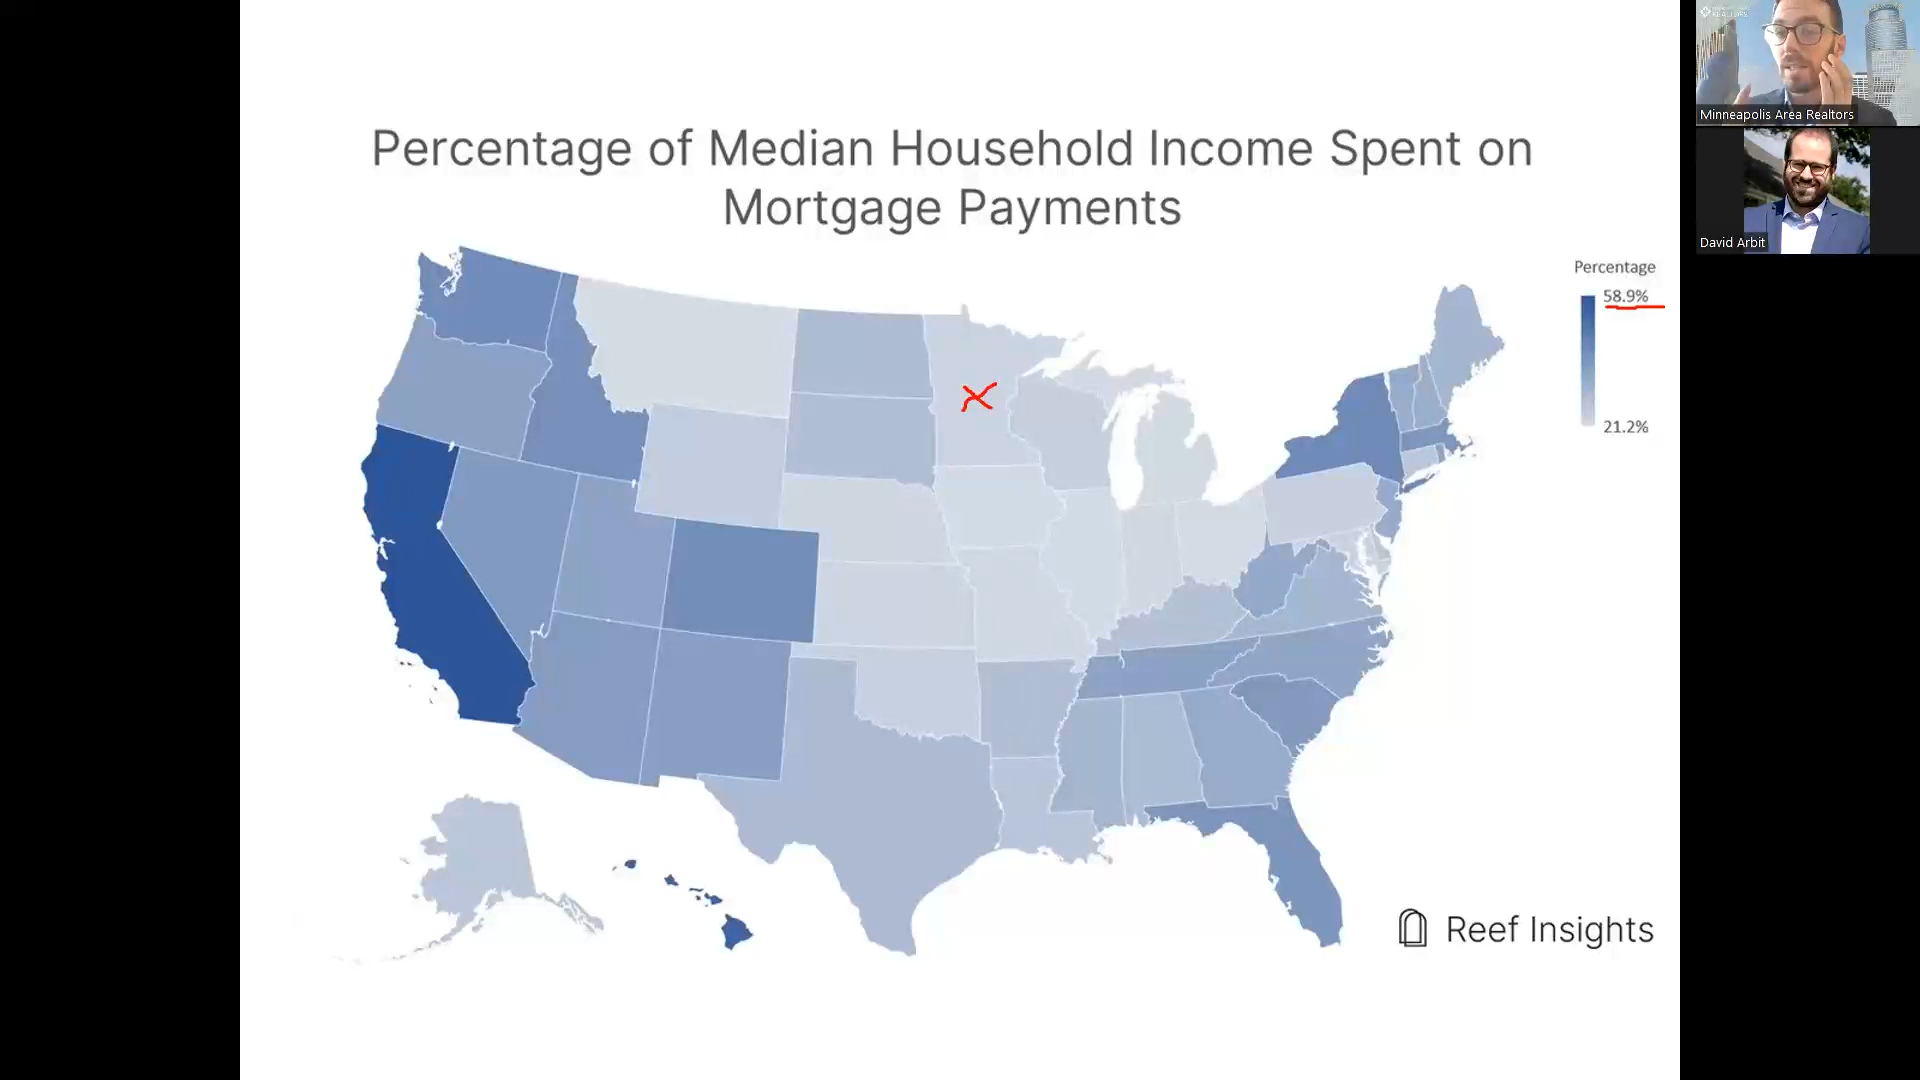 Percentage of Median Household Income Spent on
Mortgage Payments
Percentage
58.9%
21.2%
Reef Insights
REALTORS
Minneapolis Area Realtors
David Arbit